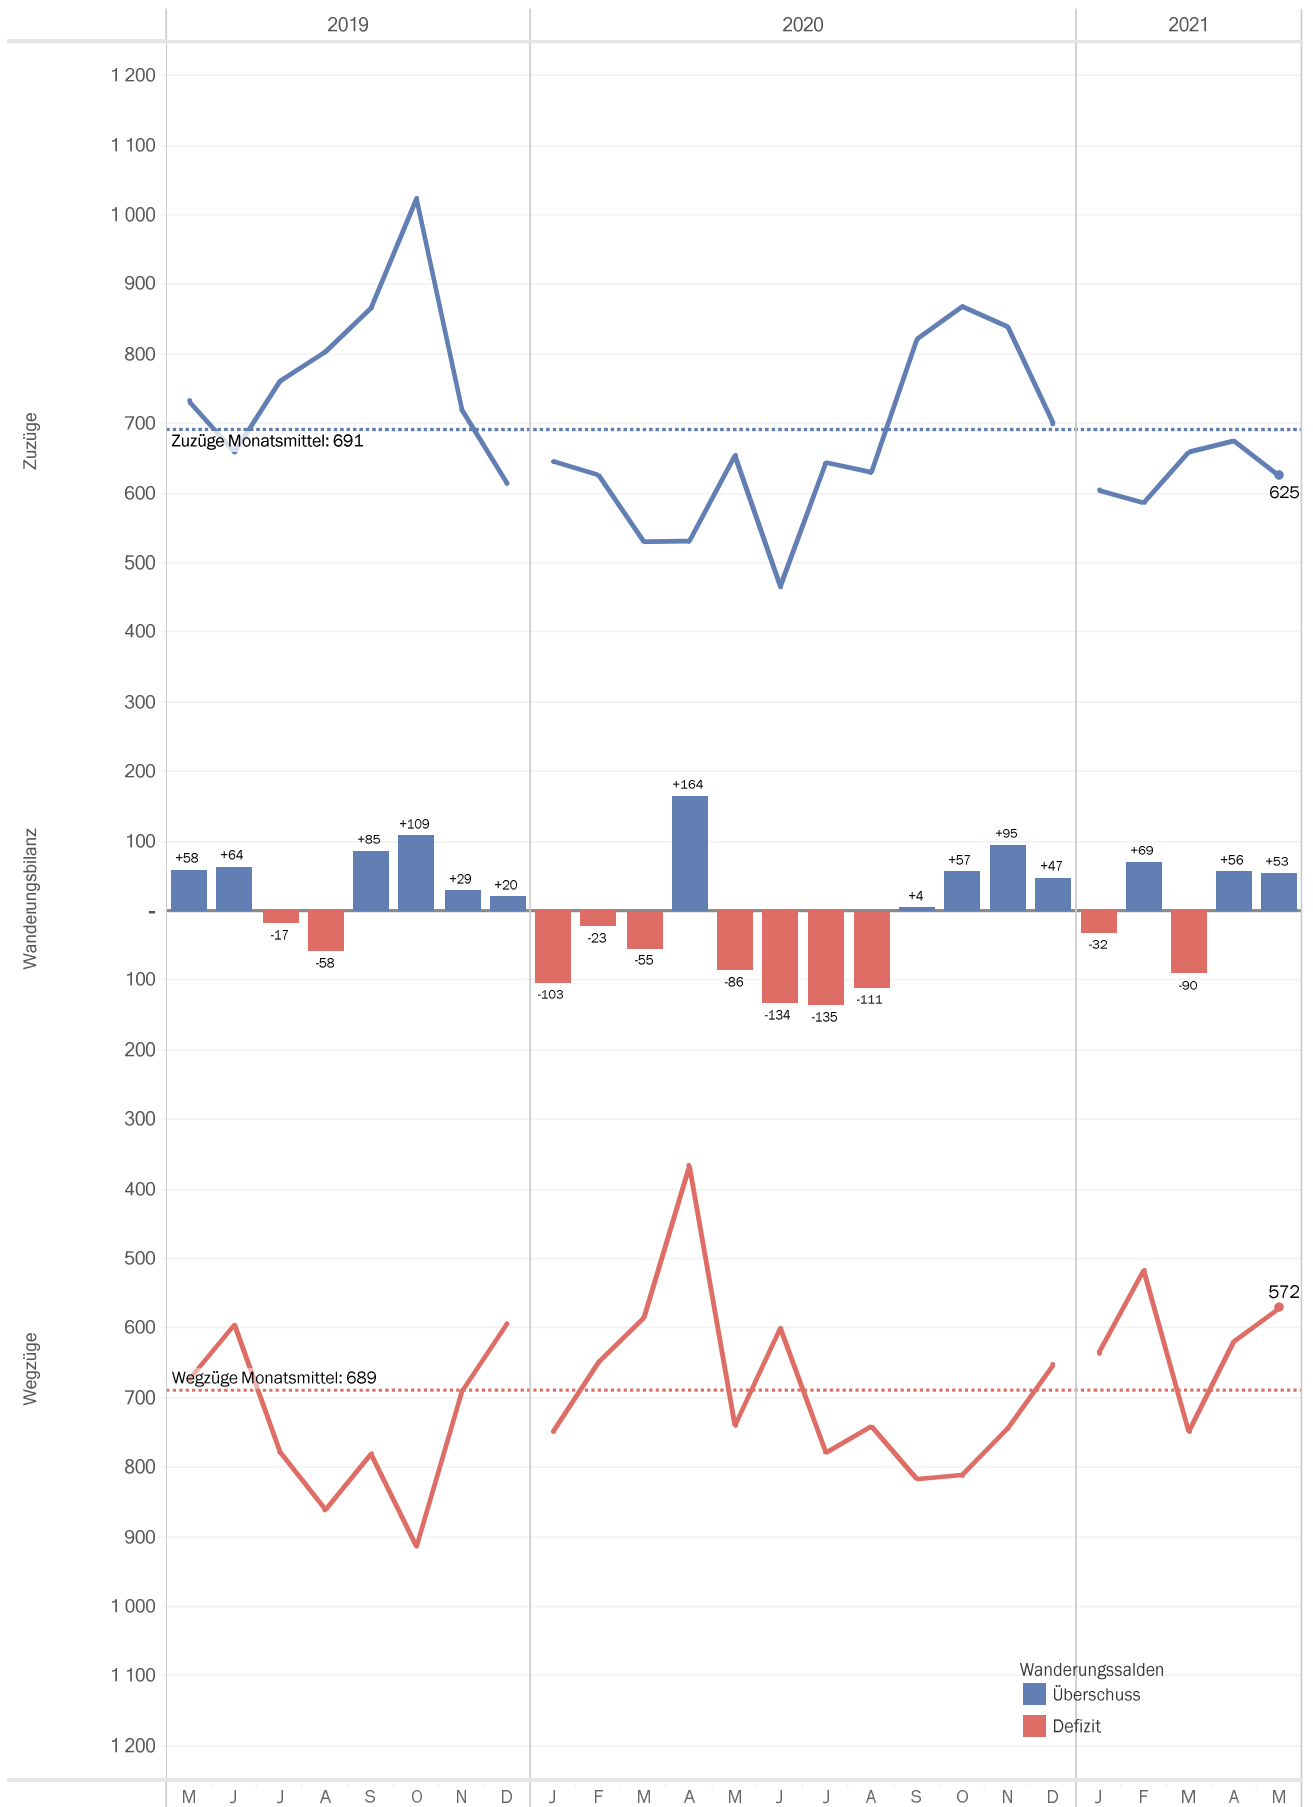 2019 2020 2021
1 200
1 100
1 000
900
800
700
Zuzüge Monatsmittel: 691
Zuzüge
600
625
500
400
300
200
+164
100
+58 +64 +85 +109 +29 +20 +4 +57 +95 +47 +69 +56 +53
Wanderungsbilanz
-
-17 -58 -103 -23 -55 -86 -134 -135 -111 -32 -90
100
200
300
400
500
572
600
Wegzüge
Wegzüge Monatsmittel: 689
700
800
900
1 000
1 100
1 200
Wanderungssalden
Überschuss
Defizit
M J J A S O N D J F M A M J J A S O N D J F M A M